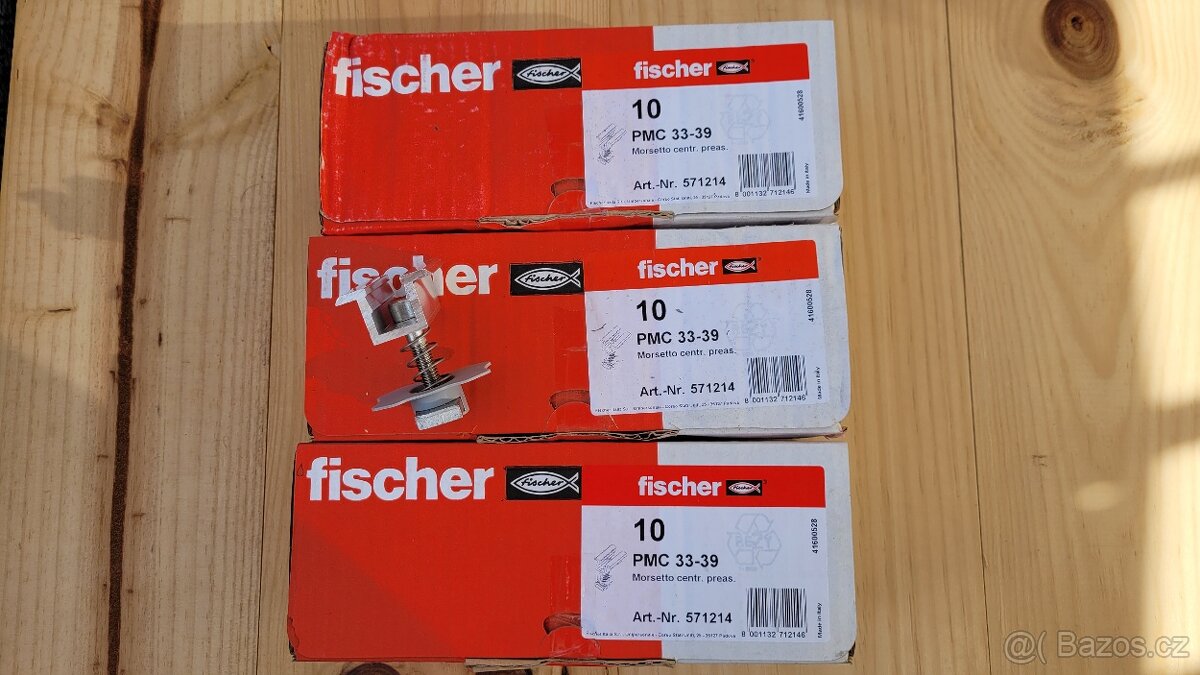 fischer fischer
fischer fischer
10
PMC 33-39
Morsetto centr. preas.
Art.-Nr. 571214
8 001132 712146
41600528
Made in Italy
fischer fischer
fischer fischer
10
PMC 33-39
Morsetto centr. preas.
Art.-Nr. 571214
8 001132 712146
41600528
Made in Italy
fischer fischer
fischer
10
PMC 33-39
Morsetto centr. preas.
Art.-Nr. 571214
8 001132 712146
41600528
Made in Italy
Bazos.cz